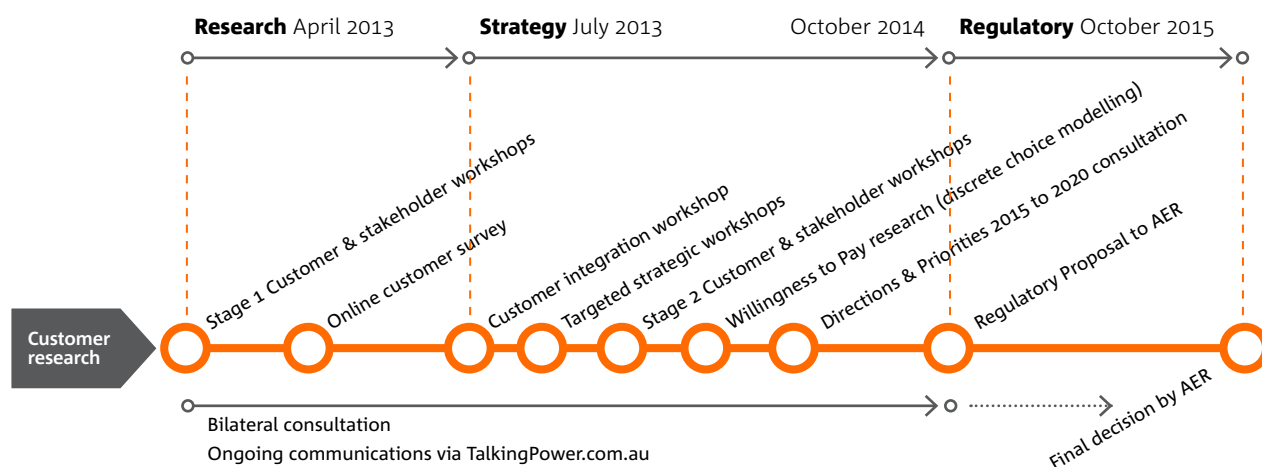 Research April 2013
Strategy July 2013
October 2014
Regulatory October 2015
Stage 1 Customer & stakeholder workshops
Online customer survey
Customer integration workshop
Targeted strategic workshops
Stage 2 Customer & stakeholder workshops
Willingness to Pay research (discrete choice modelling)
Directions & Priorities 2015 to 2020 consultation
Regulatory Proposal to AER
Final decision by AER
Customer
research
Bilateral consultation
Ongoing communications via TalkingPower.com.au